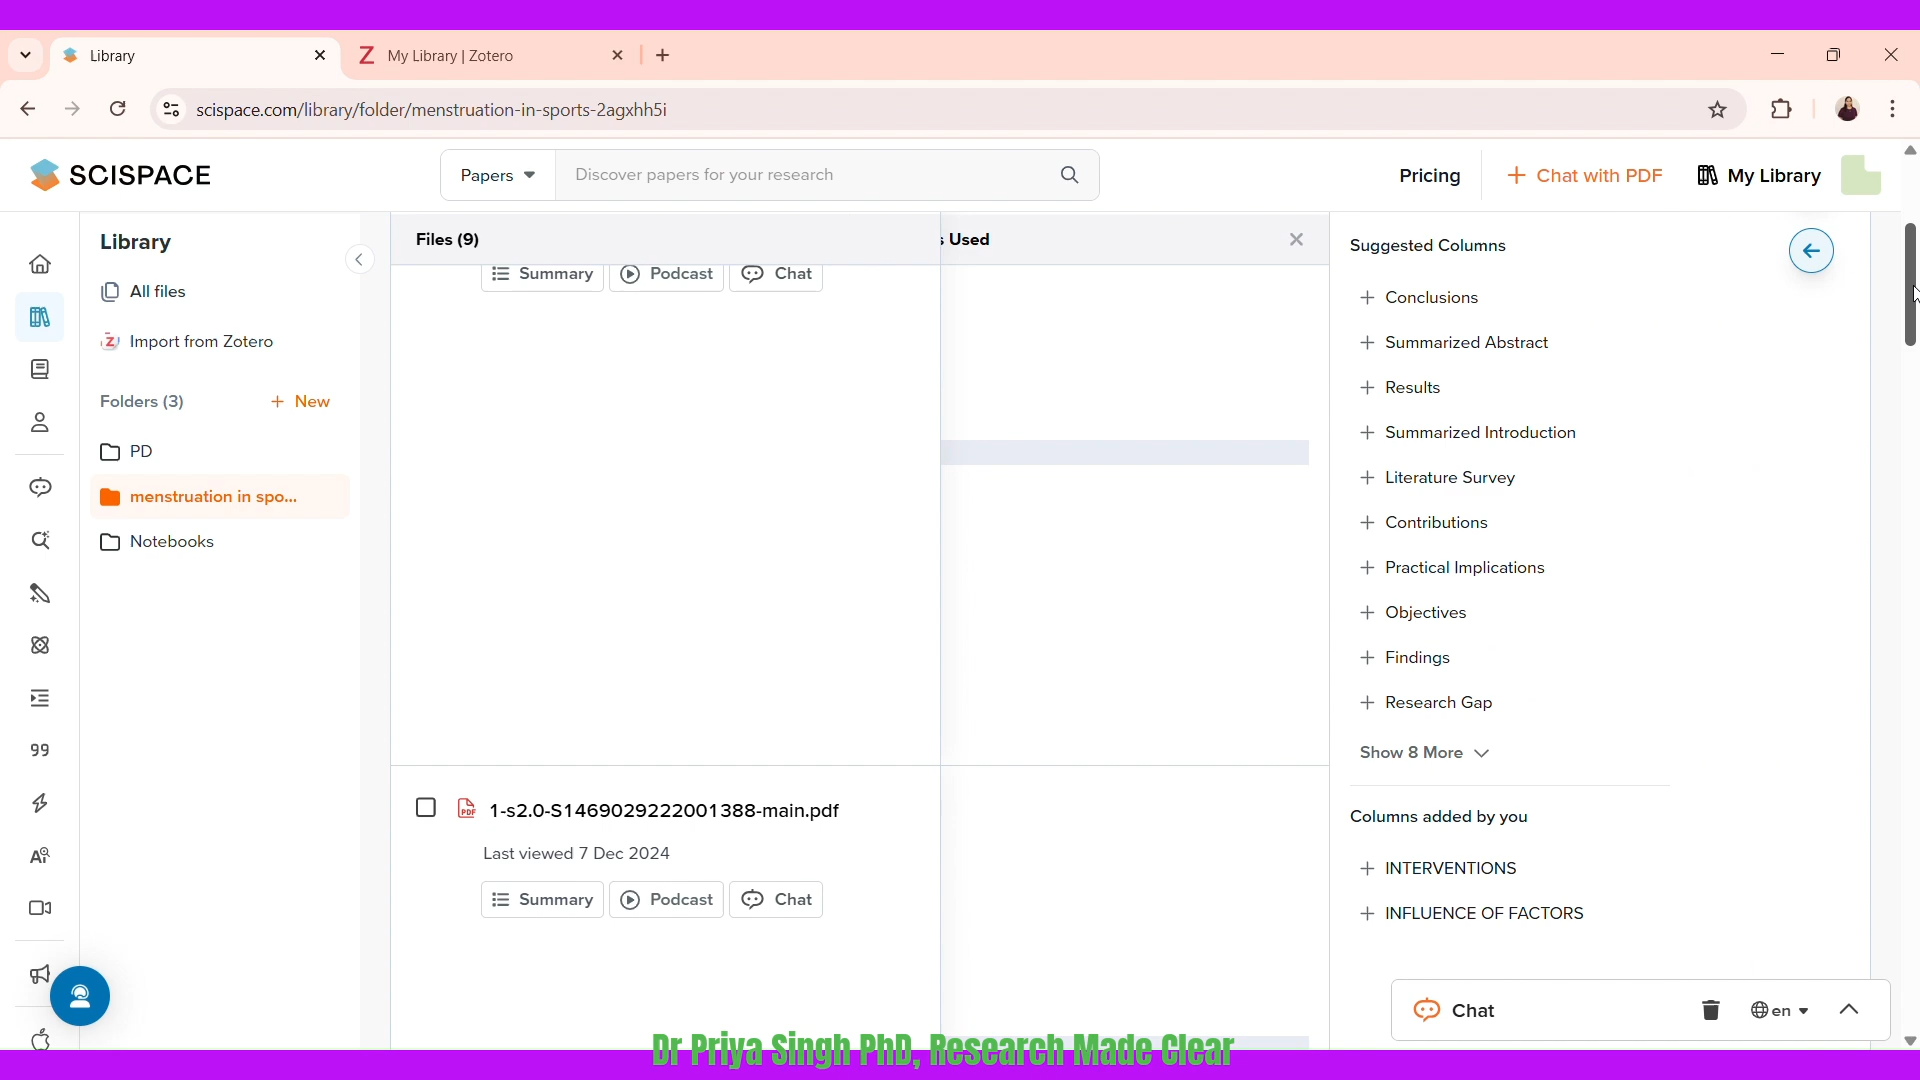 Library
My Library | Zotero
scispace.com/library/folder/menstruation-in-sports-2agxhh5i
SCISPACE
Papers
Discover papers for your research
Pricing
Chat with PDF
My Library
Library
All files
Import from Zotero
Folders (3)
+ New
PD
menstruation in spo...
Notebooks
Files (9)
s Used
Summary
Podcast
Chat
1-s2.0-S1469029222001388-main.pdf
Last viewed 7 Dec 2024
Summary
Podcast
Chat
Suggested Columns
+ Conclusions
+ Summarized Abstract
+ Results
+ Summarized Introduction
+ Literature Survey
+ Contributions
+ Practical Implications
+ Objectives
+ Findings
+ Research Gap
Show 8 More
Columns added by you
+ INTERVENTIONS
+ INFLUENCE OF FACTORS
Chat
en
Dr Priya Singh PhD, Research Made Clear